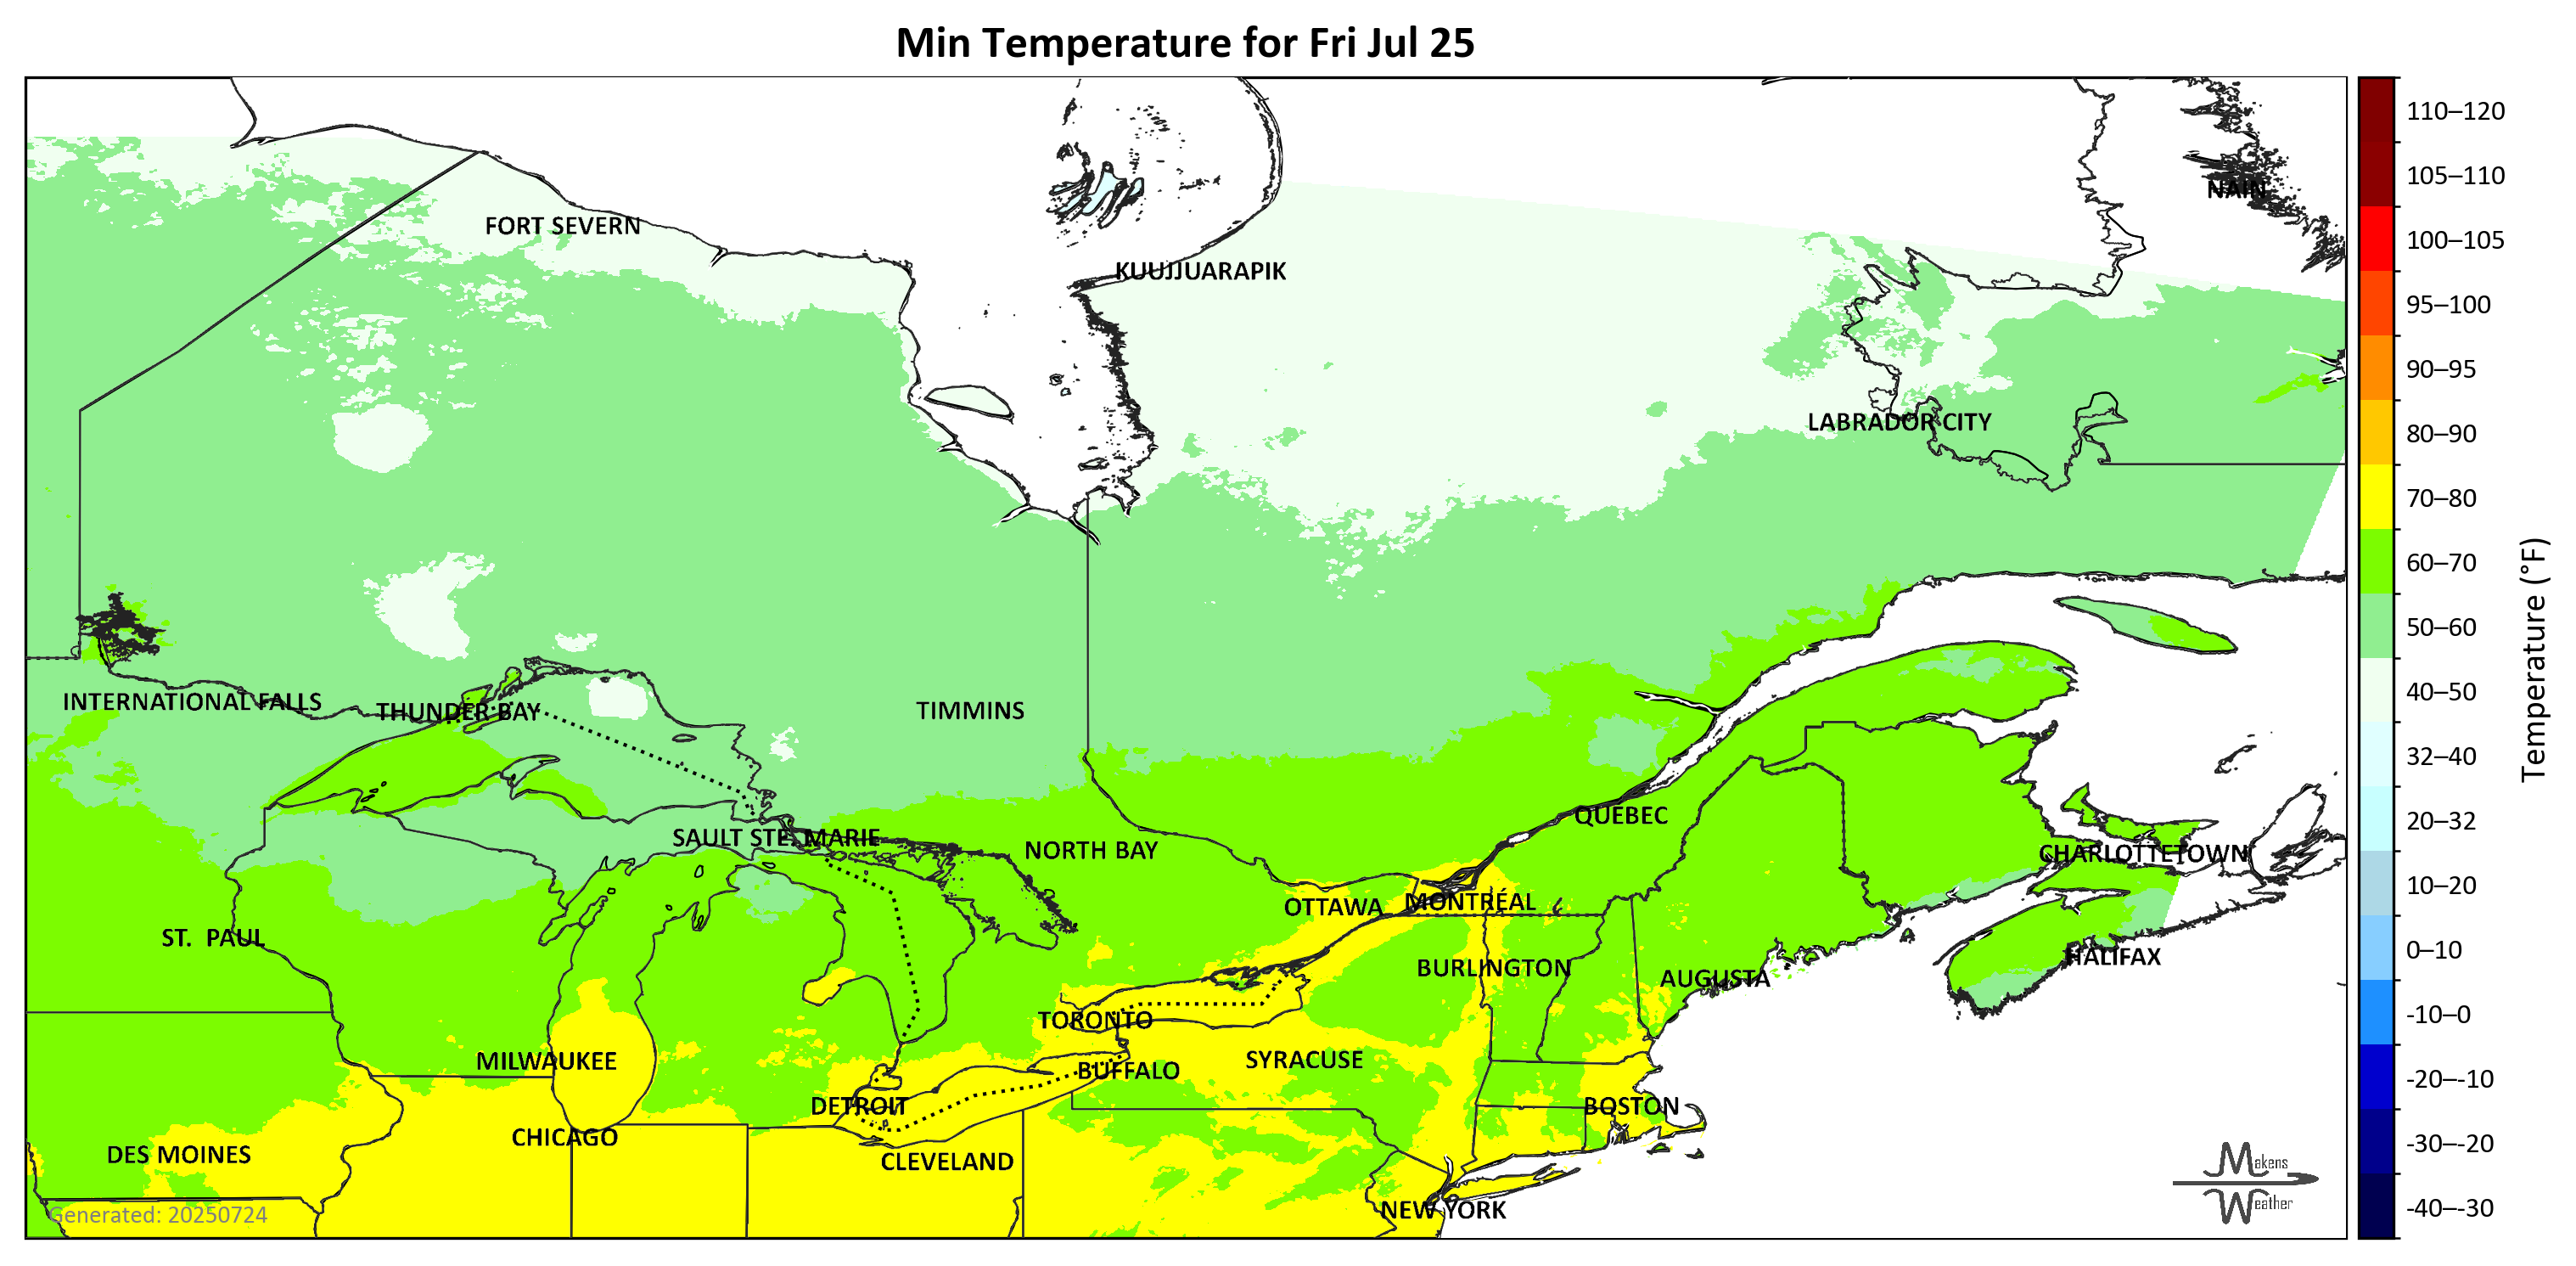 Min Temperature for Fri Jul 25
110–120
105–110
NAIN
FORT SEVERN
100–105
KUUJJUARAPIK
95–100
90–95
LABRADOR CITY
80–90
70–80
60–70
50–60
40–50
INTERNATIONAL FALLS
THUNDER BAY
TIMMINS
32–40
Temperature (°F)
QUEBEC
20–32
SAULT STE. MARIE
NORTH BAY
CHARLOTTETOWN
10–20
OTTAWA
MONTRÉAL
ST. PAUL
0–10
HALIFAX
BURLINGTON
AUGUSTA
-10–0
TORONTO
MILWAUKEE
SYRACUSE
BUFFALO
-20–-10
DETROIT
BOSTON
CHICAGO
-30–-20
DES MOINES
CLEVELAND
Makens
Weather
NEW YORK
-40–-30
Generated: 20250724